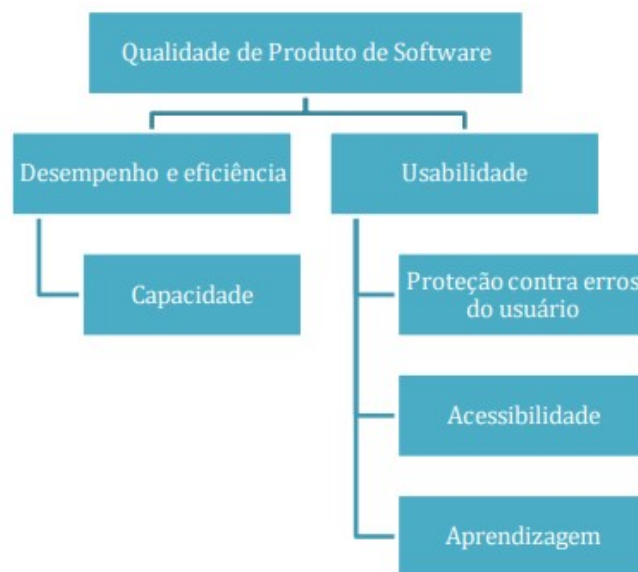 Qualidade de Produto de Software
Desempenho e eficiência
Usabilidade
Capacidade
Proteção contra erros
do usuário
Acessibilidade
Aprendizagem